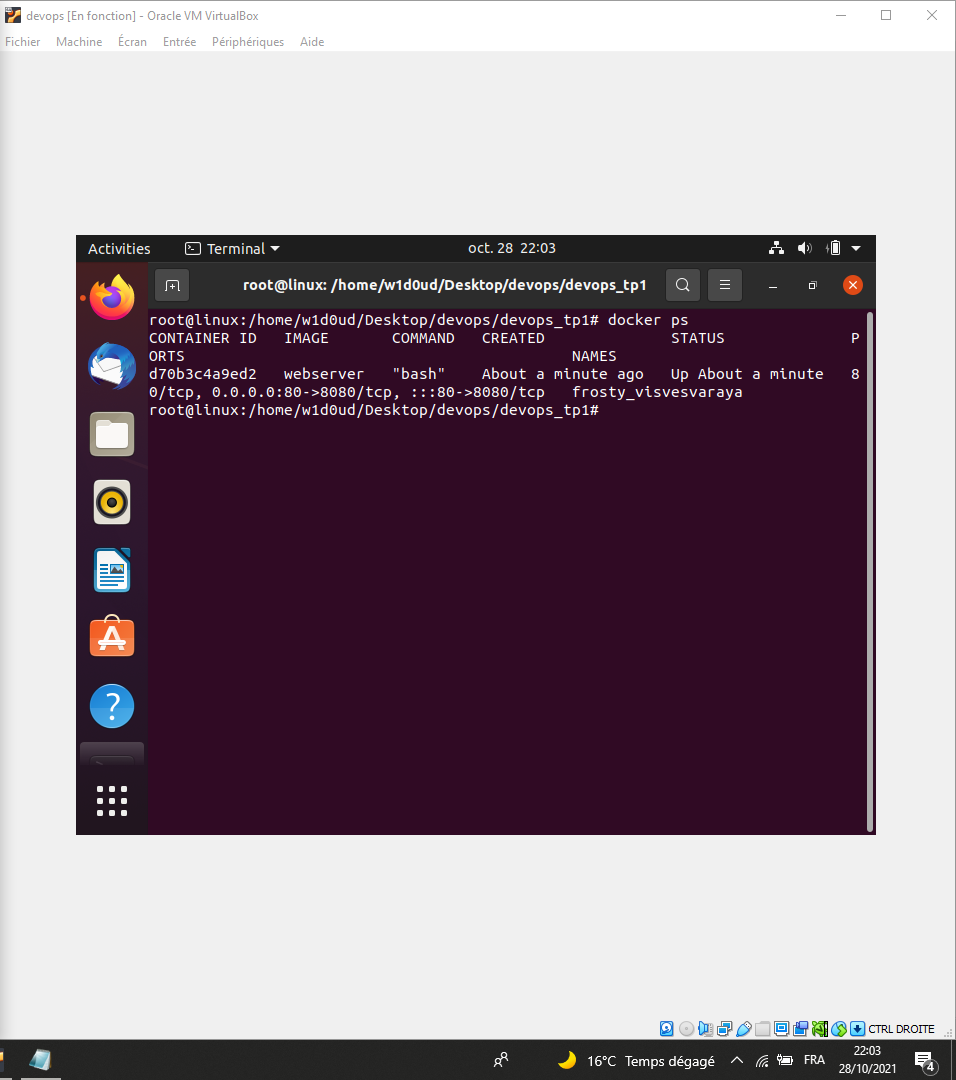 devops [En fonction] - Oracle VM VirtualBox
Fichier Machine Écran Entrée Périphériques Aide
Activities Terminal oct. 28 22:03
root@linux: /home/w1d0ud/Desktop/devops/devops_tp1
root@linux:/home/w1d0ud/Desktop/devops/devops_tp1# docker ps
CONTAINER ID IMAGE COMMAND CREATED STATUS P
ORTS NAMES
d70b3c4a9ed2 webserver "bash" About a minute ago Up About a minute 8
0/tcp, 0.0.0.0:80->8080/tcp, :::80->8080/tcp frosty_visvesvaraya
root@linux:/home/w1d0ud/Desktop/devops/devops_tp1#
CTRL DROITE
16°C Temps dégagé FRA
22:03
28/10/2021
4